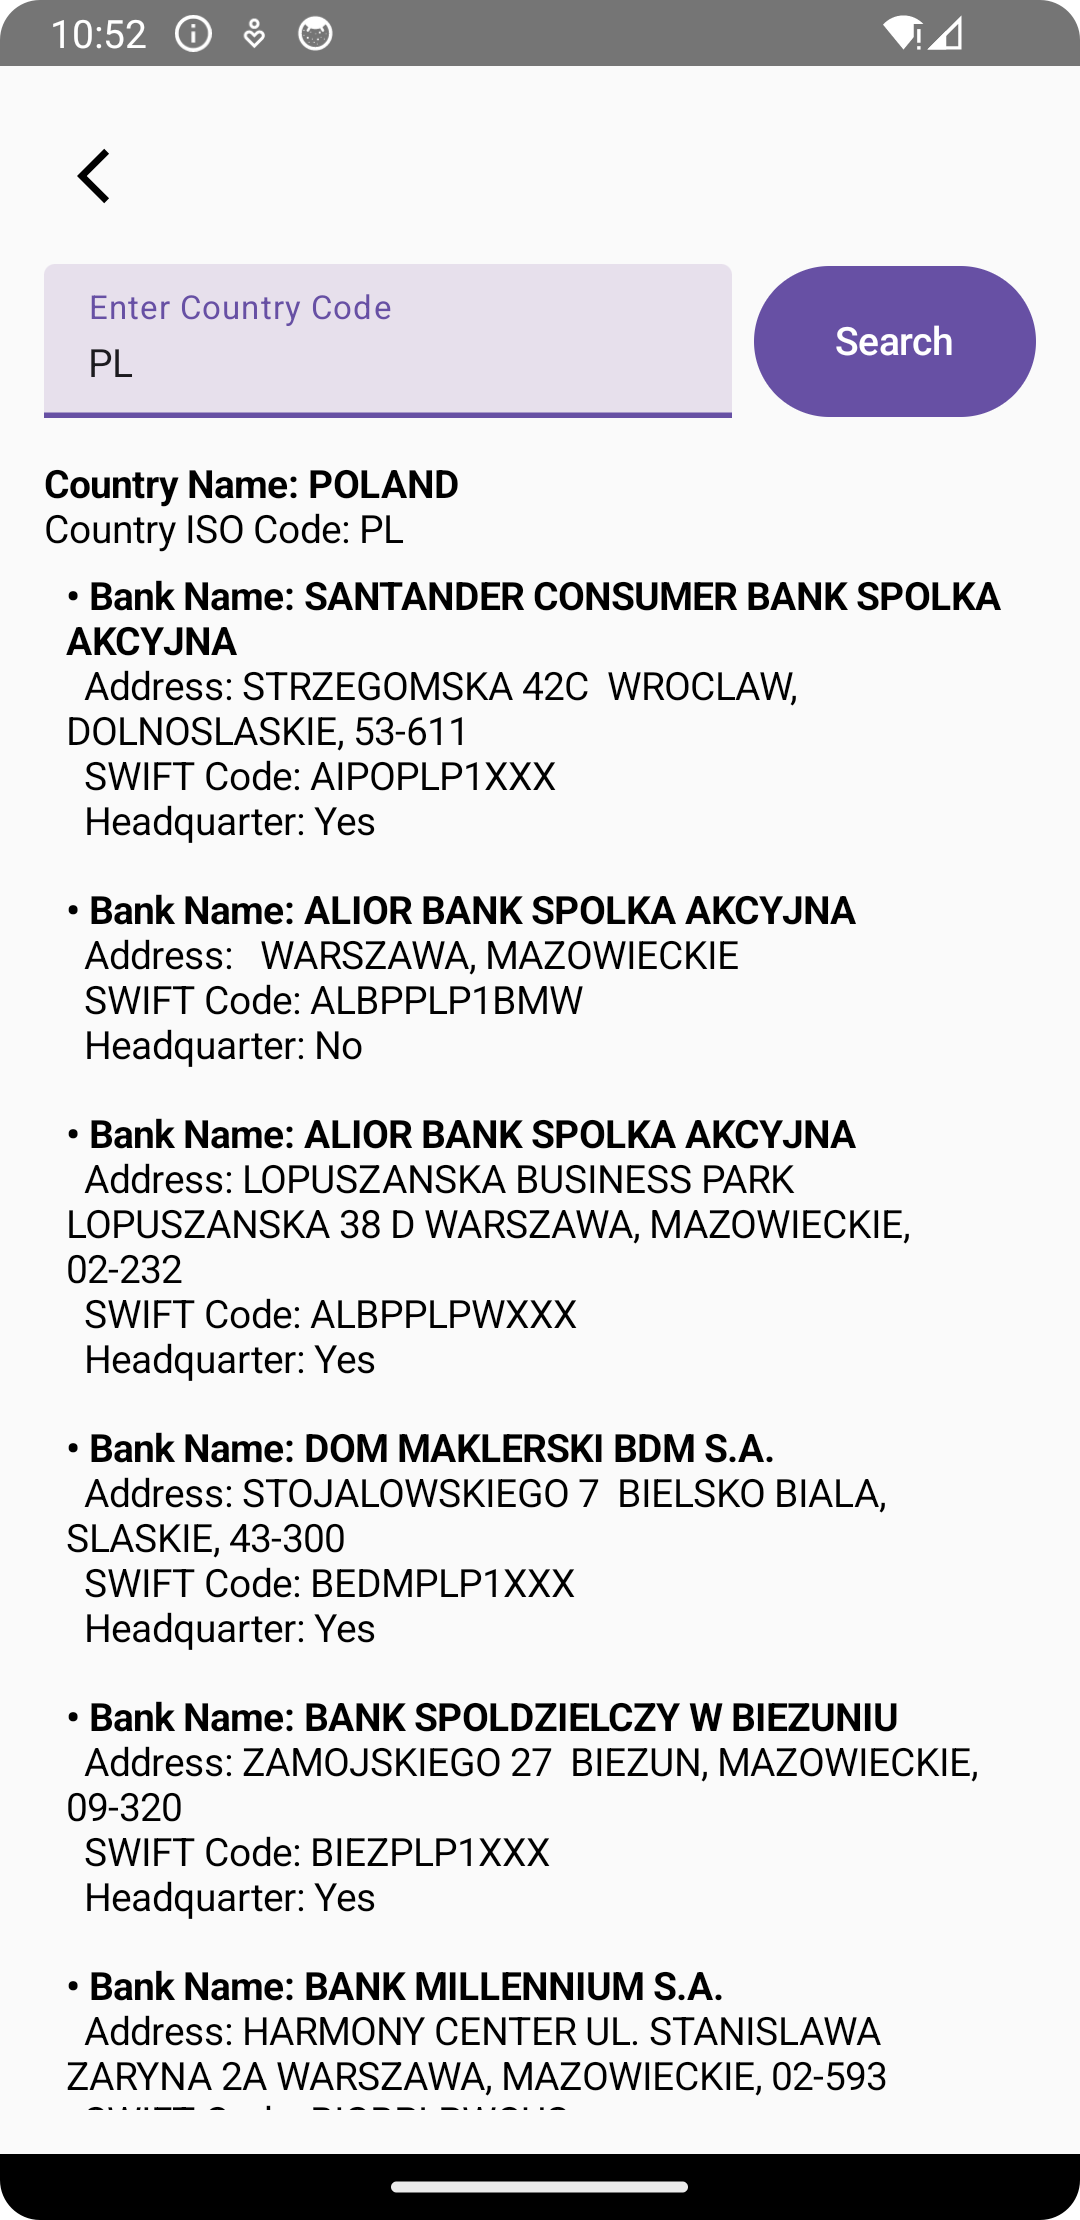 10:52
Enter Country Code
PL
Search
Country Name: POLAND
Country ISO Code: PL
• Bank Name: SANTANDER CONSUMER BANK SPOLKA
AKCYJNA
Address: STRZEGOMSKA 42C  WROCLAW,
DOLNOSLASKIE, 53-611
SWIFT Code: AIPOPLP1XXX
Headquarter: Yes
• Bank Name: ALIOR BANK SPOLKA AKCYJNA
Address:   WARSZAWA, MAZOWIECKIE
SWIFT Code: ALBPPLP1BMW
Headquarter: No
• Bank Name: ALIOR BANK SPOLKA AKCYJNA
Address: LOPUSZANSKA BUSINESS PARK
LOPUSZANSKA 38 D WARSZAWA, MAZOWIECKIE,
02-232
SWIFT Code: ALBPPLPWXXX
Headquarter: Yes
• Bank Name: DOM MAKLERSKI BDM S.A.
Address: STOJALOWSKIEGO 7  BIELSKO BIALA,
SLASKIE, 43-300
SWIFT Code: BEDMPLP1XXX
Headquarter: Yes
• Bank Name: BANK SPOLDZIELCZY W BIEZUNIU
Address: ZAMOJSKIEGO 27  BIEZUN, MAZOWIECKIE,
09-320
SWIFT Code: BIEZPLP1XXX
Headquarter: Yes
• Bank Name: BANK MILLENNIUM S.A.
Address: HARMONY CENTER UL. STANISLAWA
ZARYNA 2A WARSZAWA, MAZOWIECKIE, 02-593
SWIFT Code: